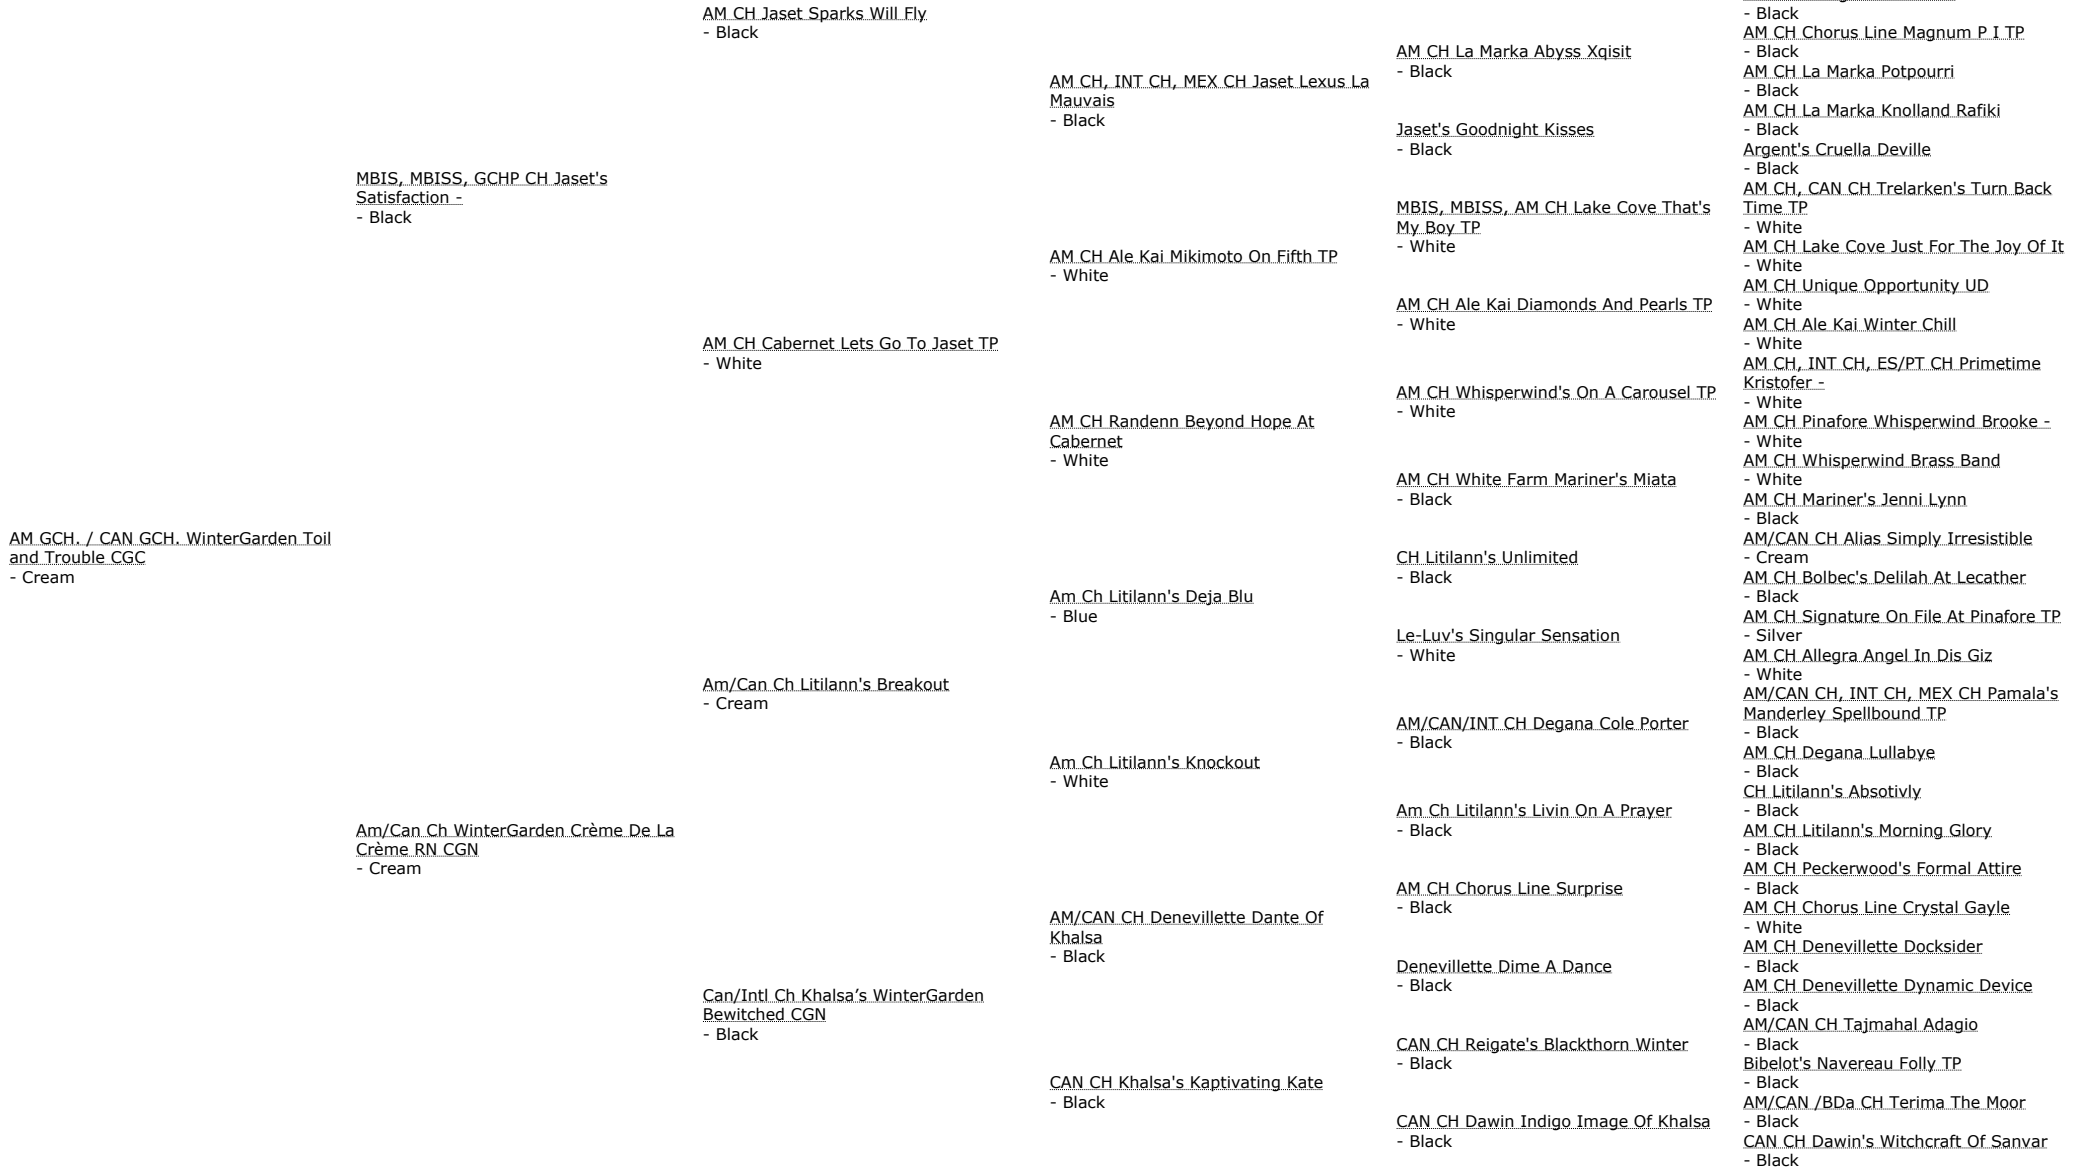 AM GCH. / CAN GCH. WinterGarden Toil
and Trouble CGC
- Cream
MBIS, MBISS, GCHP CH Jaset's
Satisfaction -
- Black
Am/Can Ch WinterGarden Crème De La
Crème RN CGN
- Cream
AM CH Jaset Sparks Will Fly
- Black
AM CH Cabernet Lets Go To Jaset TP
- White
Am/Can Ch Litilann's Breakout
- Cream
Can/Intl Ch Khalsa’s WinterGarden
Bewitched CGN
- Black
AM CH, INT CH, MEX CH Jaset Lexus La
Mauvais
- Black
AM CH Ale Kai Mikimoto On Fifth TP
- White
AM CH Randenn Beyond Hope At
Cabernet
- White
Am Ch Litilann's Deja Blu
- Blue
Am Ch Litilann's Knockout
- White
AM/CAN CH Denevillette Dante Of
Khalsa
- Black
CAN CH Khalsa's Kaptivating Kate
- Black
AM CH La Marka Abyss Xqisit
- Black
Jaset's Goodnight Kisses
- Black
MBIS, MBISS, AM CH Lake Cove That's
My Boy TP
- White
AM CH Ale Kai Diamonds And Pearls TP
- White
AM CH Whisperwind's On A Carousel TP
- White
AM CH White Farm Mariner's Miata
- Black
CH Litilann's Unlimited
- Black
Le-Luv's Singular Sensation
- White
AM/CAN/INT CH Degana Cole Porter
- Black
Am Ch Litilann's Livin On A Prayer
- Black
AM CH Chorus Line Surprise
- Black
Denevillette Dime A Dance
- Black
CAN CH Reigate's Blackthorn Winter
- Black
CAN CH Dawin Indigo Image Of Khalsa
- Black
- Black
AM CH Chorus Line Magnum P I TP
- Black
AM CH La Marka Potpourri
- Black
AM CH La Marka Knolland Rafiki
- Black
Argent's Cruella Deville
- Black
AM CH, CAN CH Trelarken's Turn Back
Time TP
- White
AM CH Lake Cove Just For The Joy Of It
- White
AM CH Unique Opportunity UD
- White
AM CH Ale Kai Winter Chill
- White
AM CH, INT CH, ES/PT CH Primetime
Kristofer -
- White
AM CH Pinafore Whisperwind Brooke -
- White
AM CH Whisperwind Brass Band
- White
AM CH Mariner's Jenni Lynn
- Black
AM/CAN CH Alias Simply Irresistible
- Cream
AM CH Bolbec's Delilah At Lecather
- Black
AM CH Signature On File At Pinafore TP
- Silver
AM CH Allegra Angel In Dis Giz
- White
AM/CAN CH, INT CH, MEX CH Pamala's
Manderley Spellbound TP
- Black
AM CH Degana Lullabye
- Black
CH Litilann's Absotivly
- Black
AM CH Litilann's Morning Glory
- Black
AM CH Peckerwood's Formal Attire
- Black
AM CH Chorus Line Crystal Gayle
- White
AM CH Denevillette Docksider
- Black
AM CH Denevillette Dynamic Device
- Black
AM/CAN CH Tajmahal Adagio
- Black
Bibelot's Navereau Folly TP
- Black
AM/CAN /BDa CH Terima The Moor
- Black
CAN CH Dawin's Witchcraft Of Sanvar
- Black